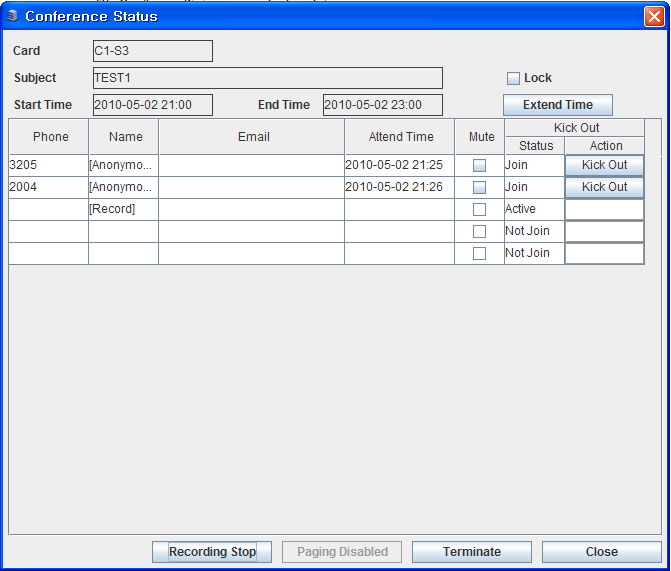 Conference Status
Card C1-S3
Subject TEST1 Lock
Start Time 2010-05-02 21:00 End Time 2010-05-02 23:00 Extend Time
Phone Name Email Attend Time Mute Kick Out
Status Action
3205 [Anonymo... 2010-05-02 21:25 Join Kick Out
2004 [Anonymo... 2010-05-02 21:26 Join Kick Out
[Record] Active
Not Join
Not Join
Recording Stop Paging Disabled Terminate Close